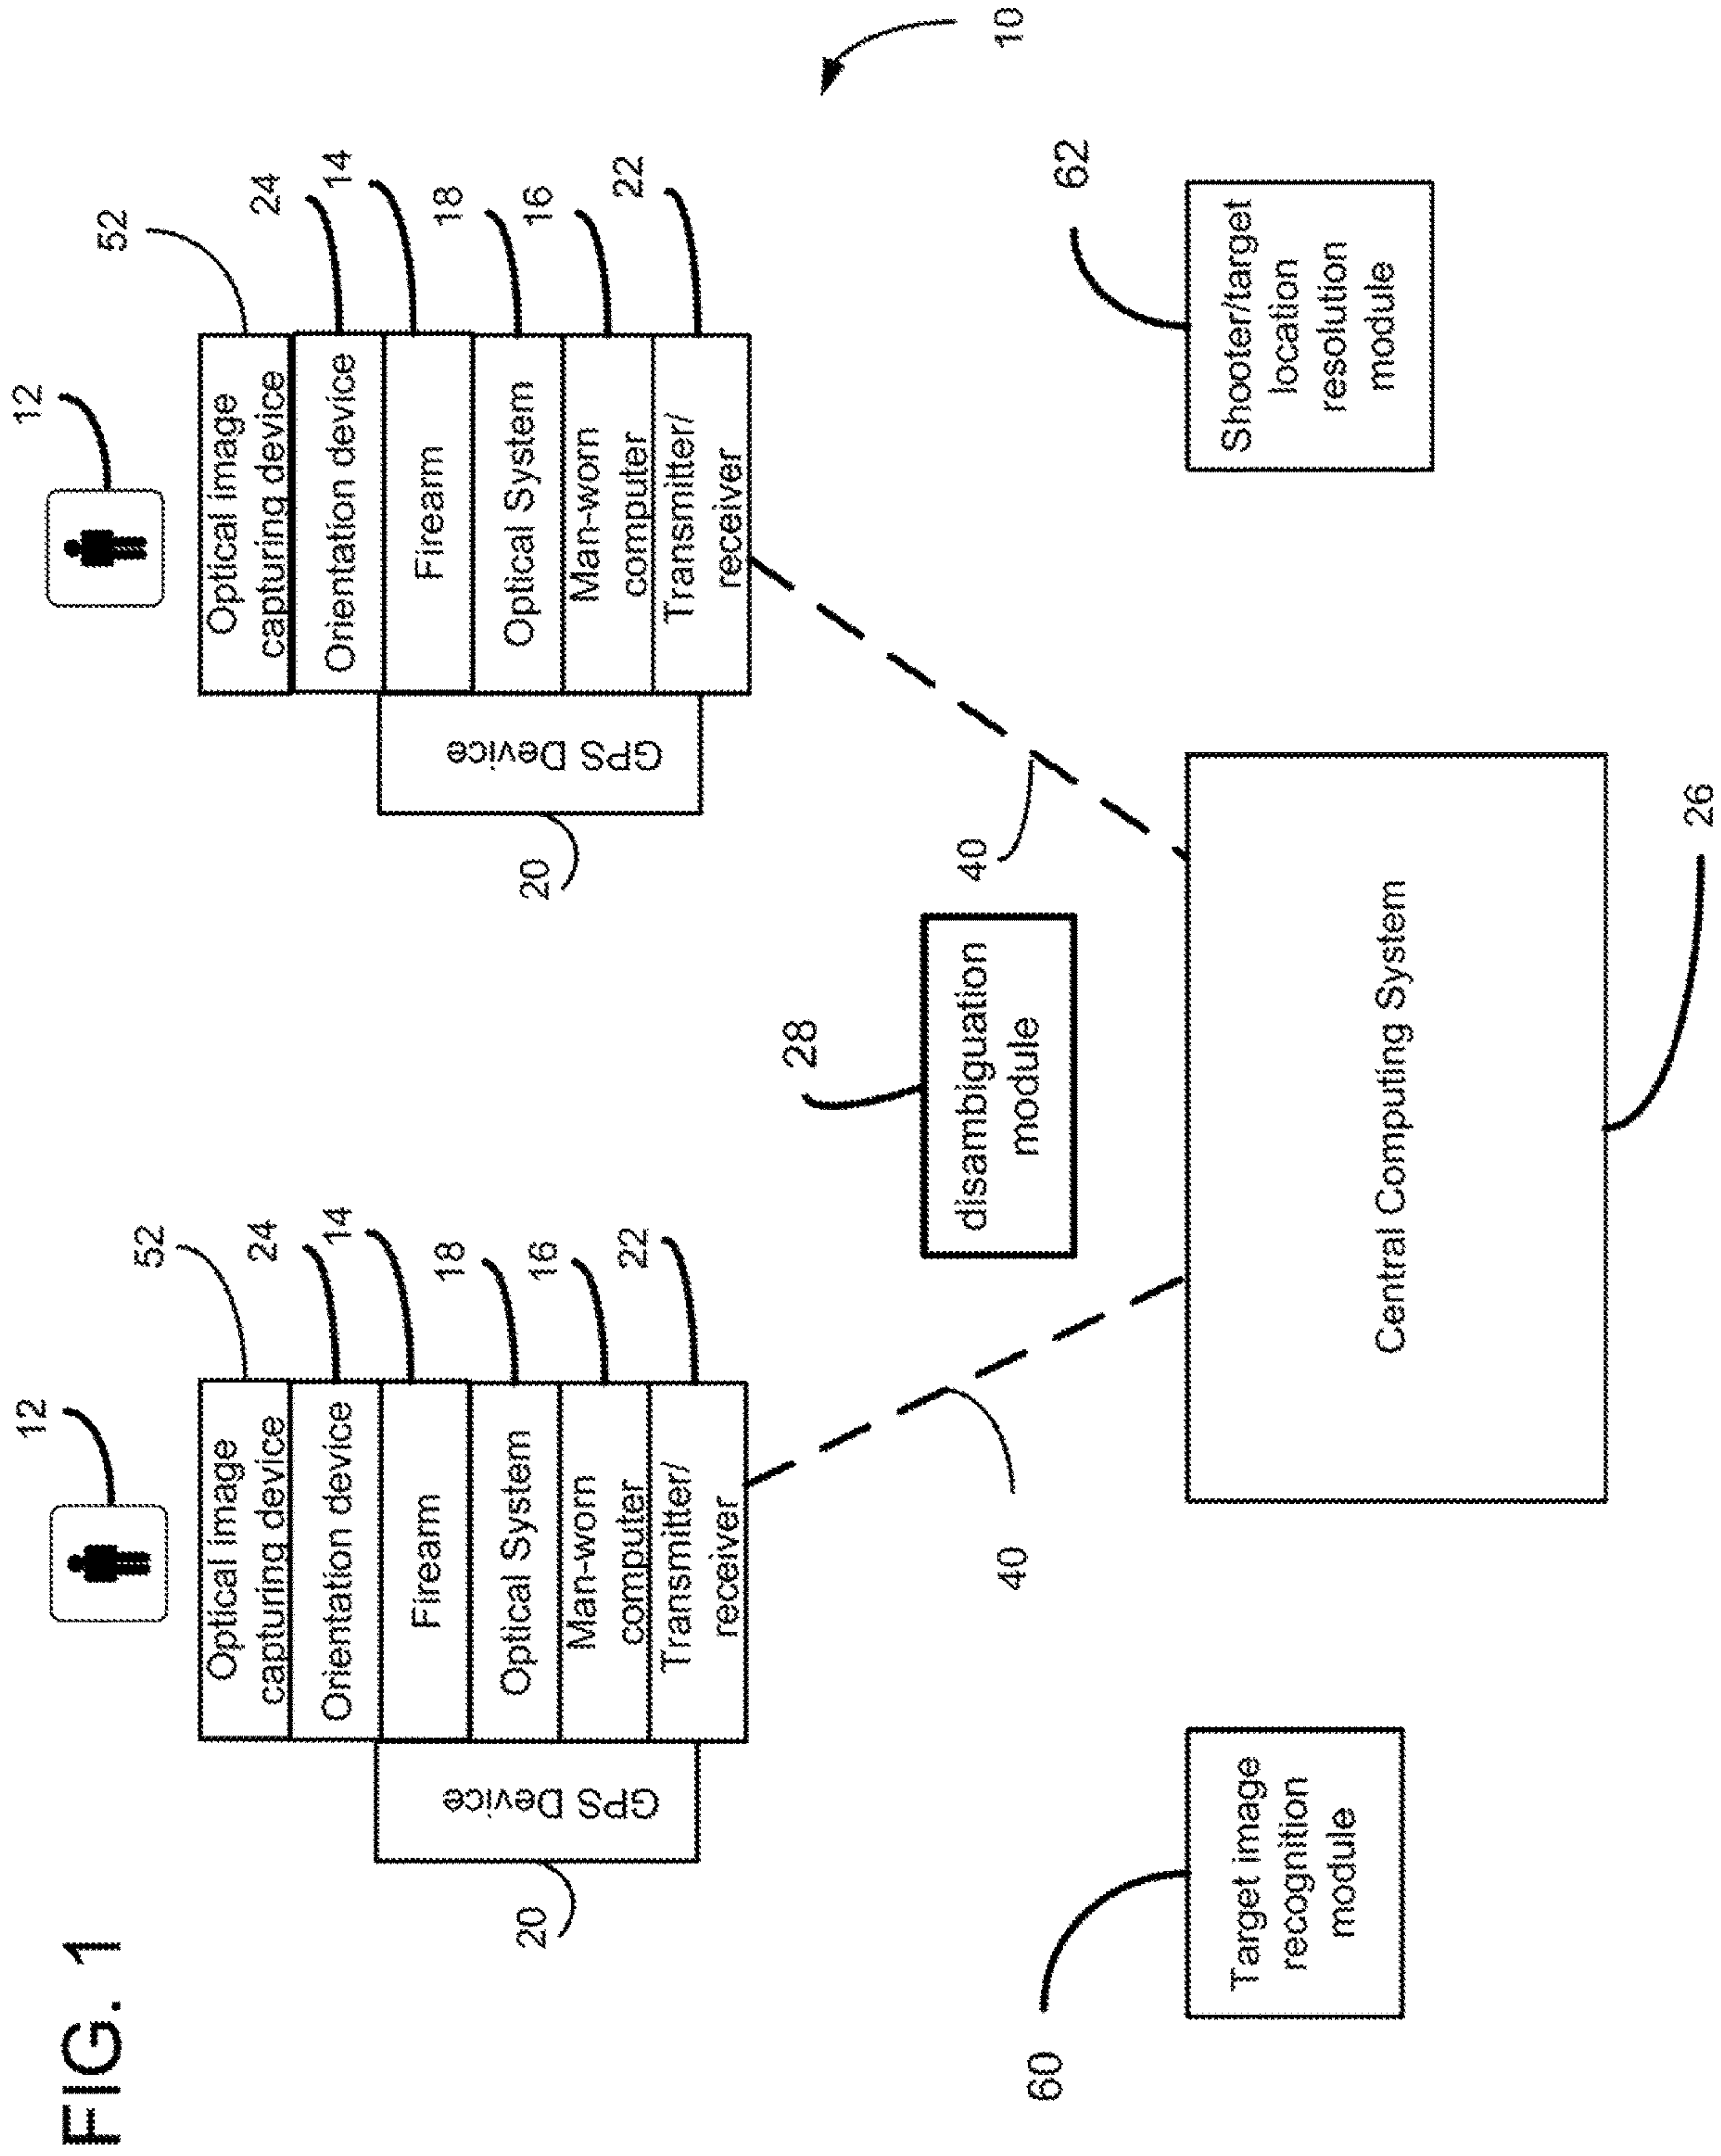 FIG. 1
12
52
Optical image
capturing device
24
Orientation device
14
Firearm
18
Optical System
16
Man-worn
computer
22
Transmitter/
receiver
GPS Device
20
12
52
Optical image
capturing device
24
Orientation device
14
Firearm
18
Optical System
16
Man-worn
computer
22
Transmitter/
receiver
GPS Device
20
10
40
40
28
disambiguation
module
60
Target image
recognition
module
Central Computing System
26
62
Shooter/target
location
resolution
module